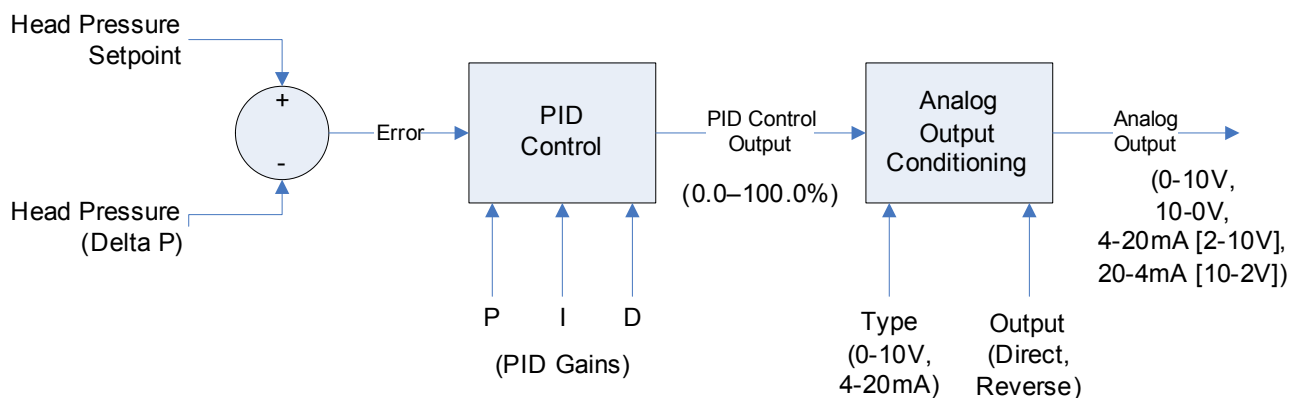 Head Pressure
Setpoint
+
-
Head Pressure
(Delta P)
Error
PID
Control
P I D
(PID Gains)
PID Control
Output
(0.0–100.0%)
Analog
Output
Conditioning
Type
(0-10V,
4-20mA)
Output
(Direct,
Reverse)
Analog
Output
(0-10V,
10-0V,
4-20mA [2-10V],
20-4mA [10-2V])